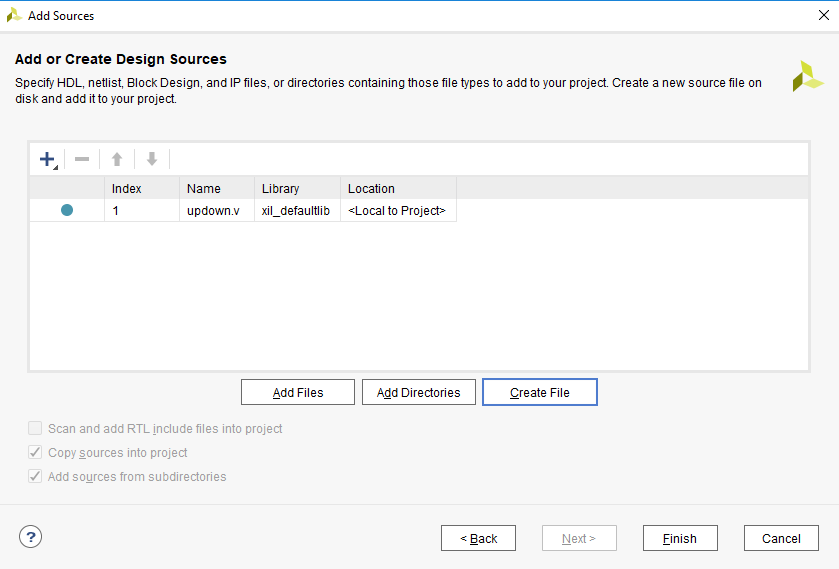 Add Sources
Add or Create Design Sources
Specify HDL, netlist, Block Design, and IP files, or directories containing those file types to add to your project. Create a new source file on
disk and add it to your project.
Index Name Library Location
1 updown.v xil_defaultlib <Local to Project>
Add Files Add Directories Create File
Scan and add RTL include files into project
Copy sources into project
Add sources from subdirectories
? < Back Next > Finish Cancel